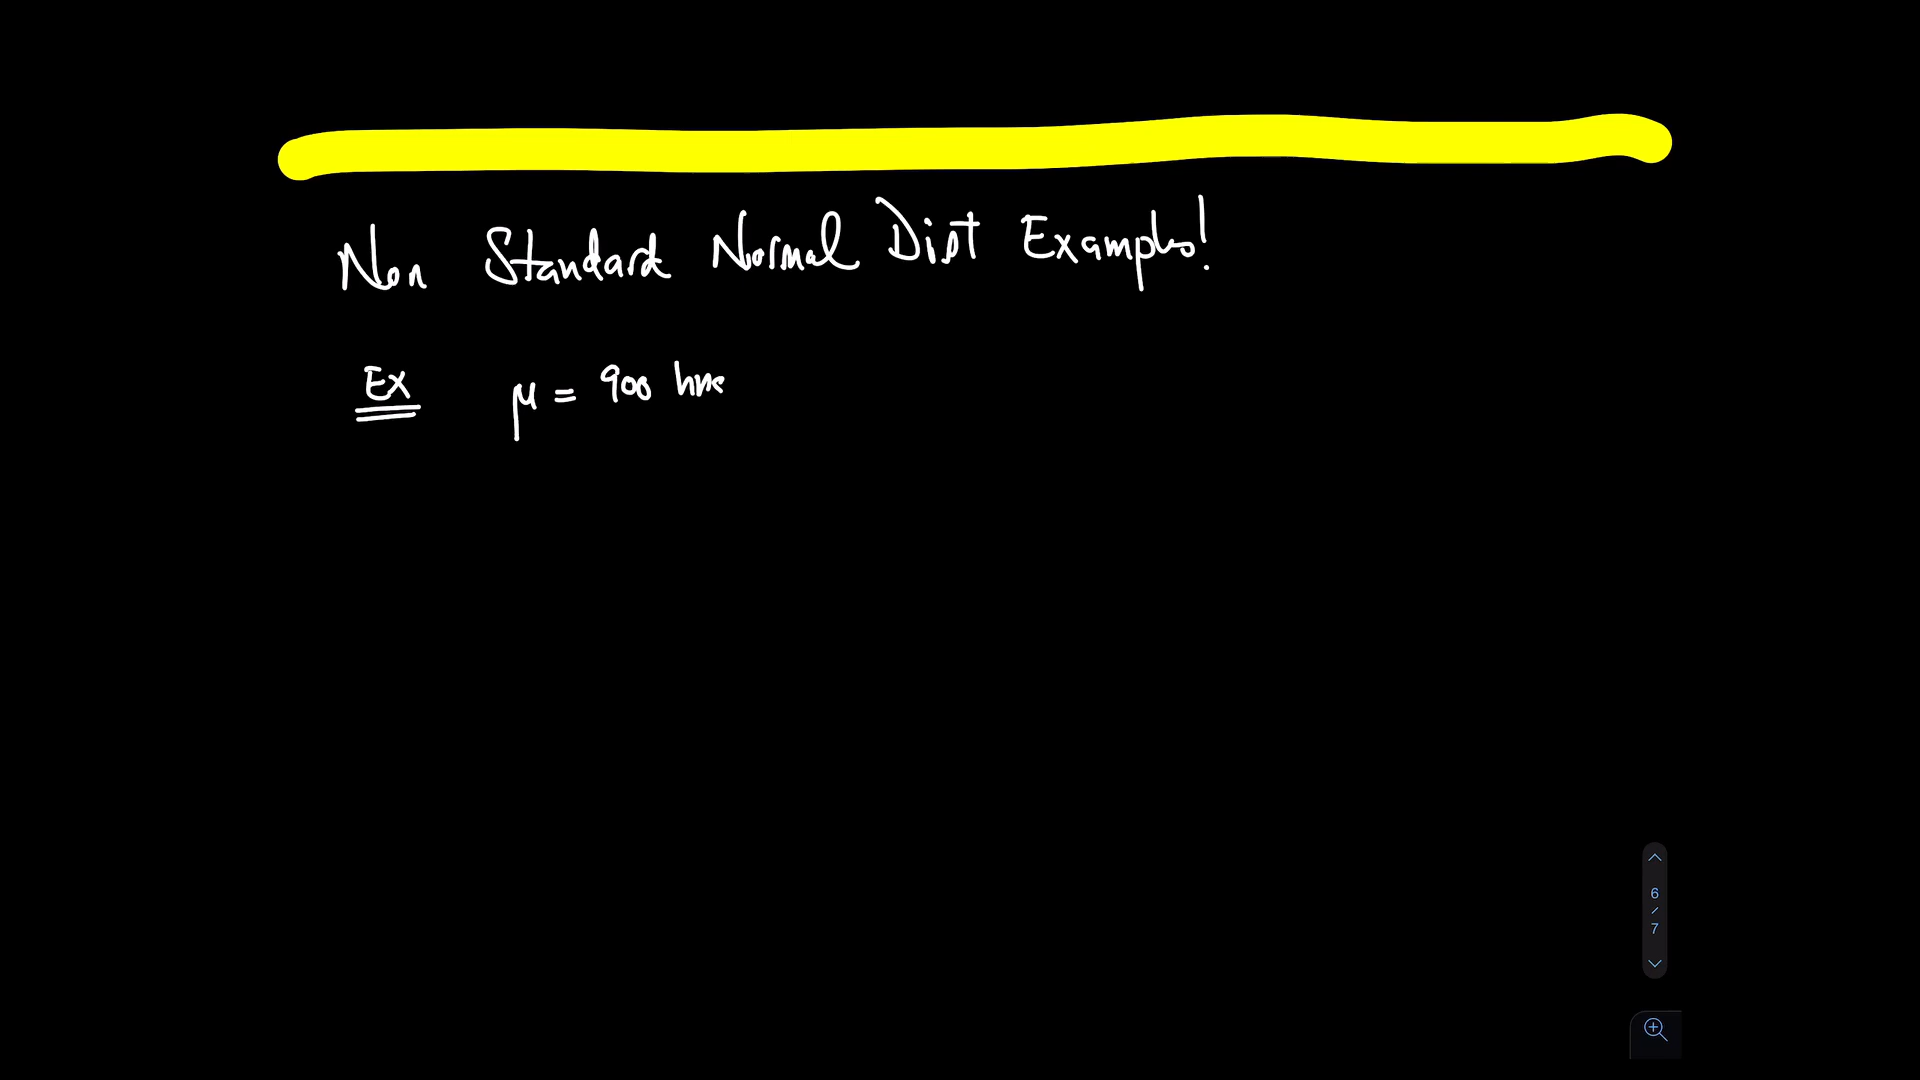 Non Standard Normal Dist Examples!
Ex μ = 900 hrs
6
/
7